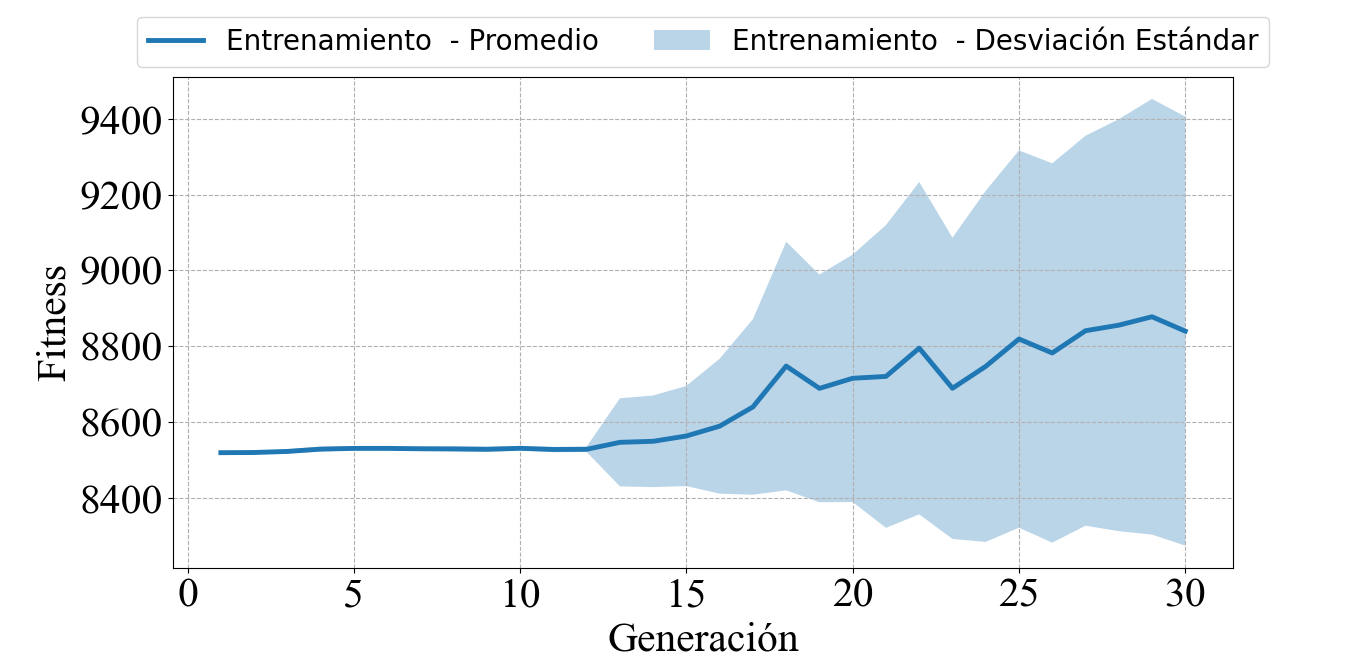 Entrenamiento  - Promedio
Entrenamiento  - Desviación Estándar
9400
9200
9000
8800
8600
8400
Fitness
0 5 10 15 20 25 30
Generación